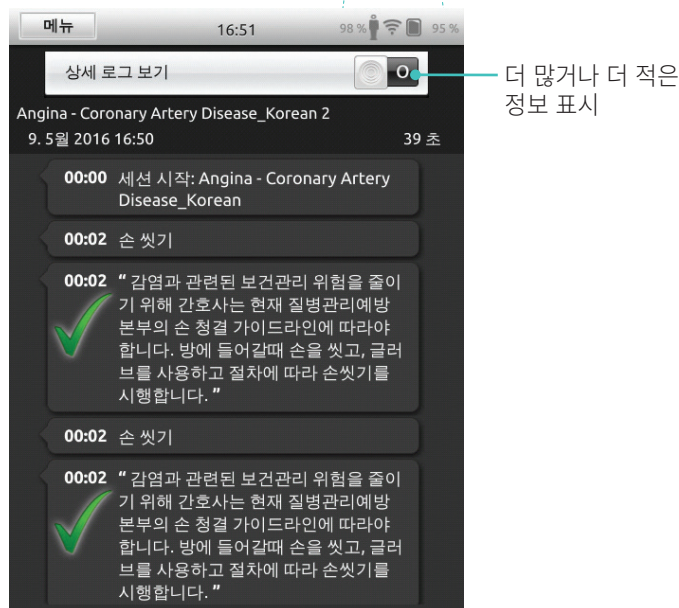 메뉴 16:51 98 % 95 %
상세 로그 보기 O
더 많거나 더 적은
정보 표시
Angina - Coronary Artery Disease_Korean 2
9. 5월 2016 16:50 39 초
00:00 세션 시작: Angina - Coronary Artery
Disease_Korean
00:02 손 씻기
00:02 " 감염과 관련된 보건관리 위험을 줄이
기 위해 간호사는 현재 질병관리예방
본부의 손 청결 가이드라인에 따라야
합니다. 방에 들어갈때 손을 씻고, 글러
브를 사용하고 절차에 따라 손씻기를
시행합니다. "
00:02 손 씻기
00:02 " 감염과 관련된 보건관리 위험을 줄이
기 위해 간호사는 현재 질병관리예방
본부의 손 청결 가이드라인에 따라야
합니다. 방에 들어갈때 손을 씻고, 글러
브를 사용하고 절차에 따라 손씻기를
시행합니다. "